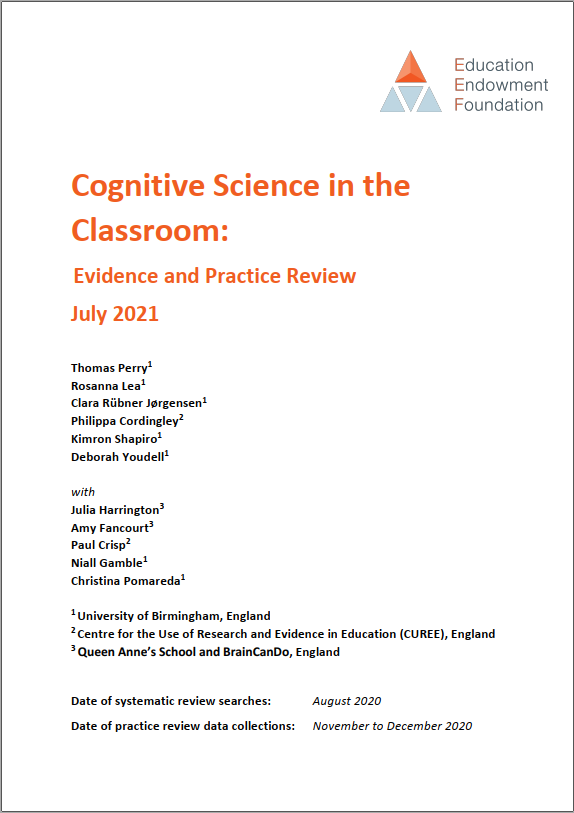 Education
Endowment
Foundation
Cognitive Science in the
Classroom:
Evidence and Practice Review
July 2021
Thomas Perry¹
Rosanna Lea¹
Clara Rübner Jørgensen¹
Philippa Cordingley²
Kimron Shapiro¹
Deborah Youdell¹
with
Julia Harrington³
Amy Fancourt³
Paul Crisp²
Niall Gamble¹
Christina Pomareda¹
¹ University of Birmingham, England
² Centre for the Use of Research and Evidence in Education (CUREE), England
³ Queen Anne’s School and BrainCanDo, England
Date of systematic review searches: August 2020
Date of practice review data collections: November to December 2020